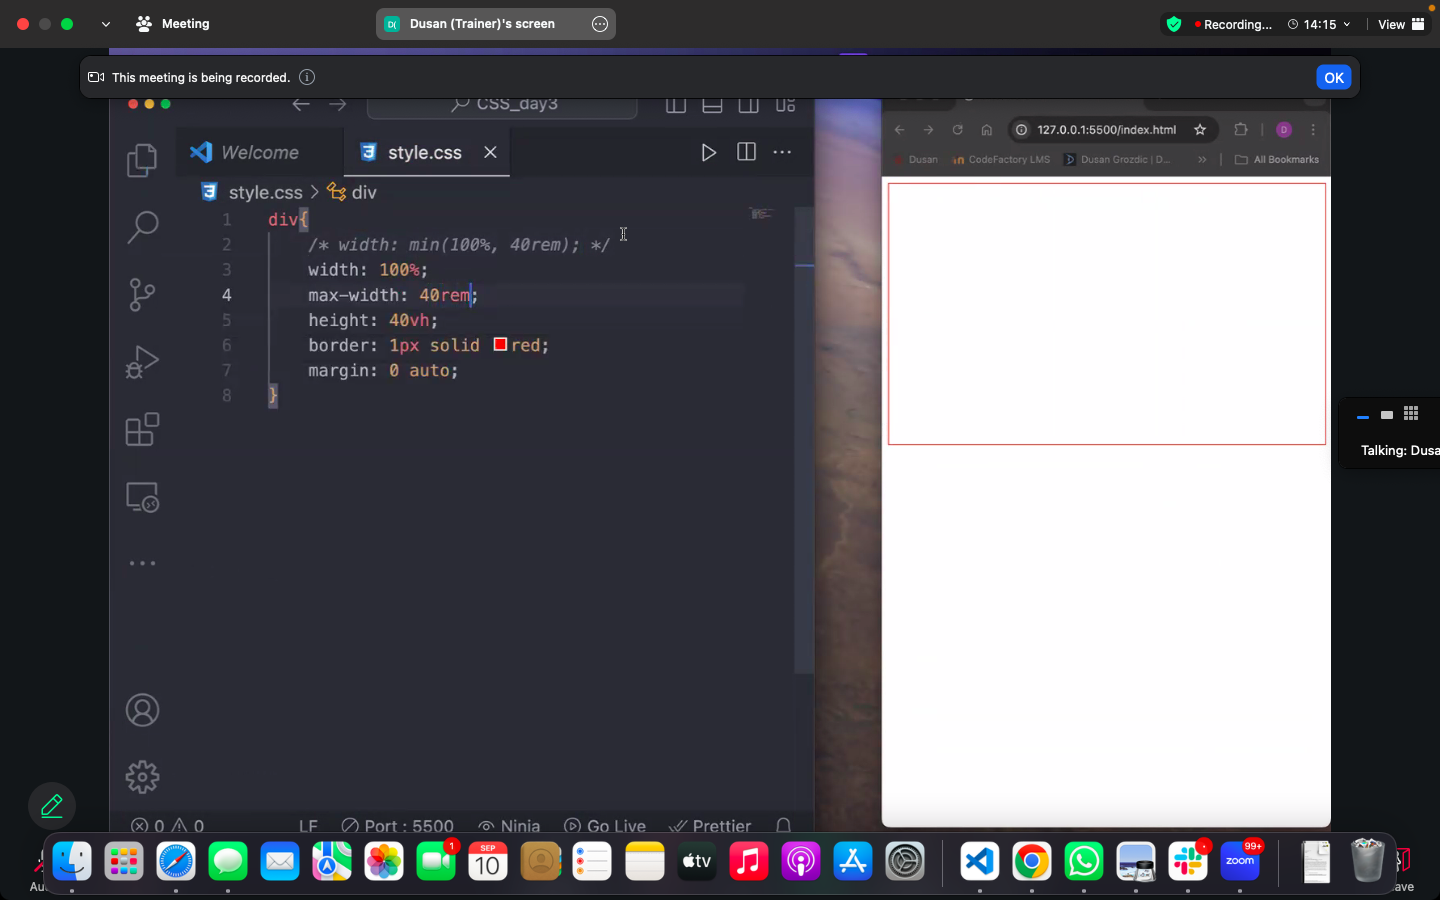 Meeting
D( Dusan (Trainer)'s screen
Recording...
14:15
View
This meeting is being recorded.
OK
CSS_day3
Welcome
style.css
127.0.0.1:5500/index.html
D
Dusan
CodeFactory LMS
Dusan Grozdic | D...
All Bookmarks
style.css > div
1 div{
2 /* width: min(100%, 40rem); */
3 width: 100%;
4 max-width: 40rem;
5 height: 40vh;
6 border: 1px solid red;
7 margin: 0 auto;
8 }
Talking: Dusa
0 0
LF
Port : 5500
Ninja
Go Live
Prettier
1
SEP
10
tv
zoom
99+